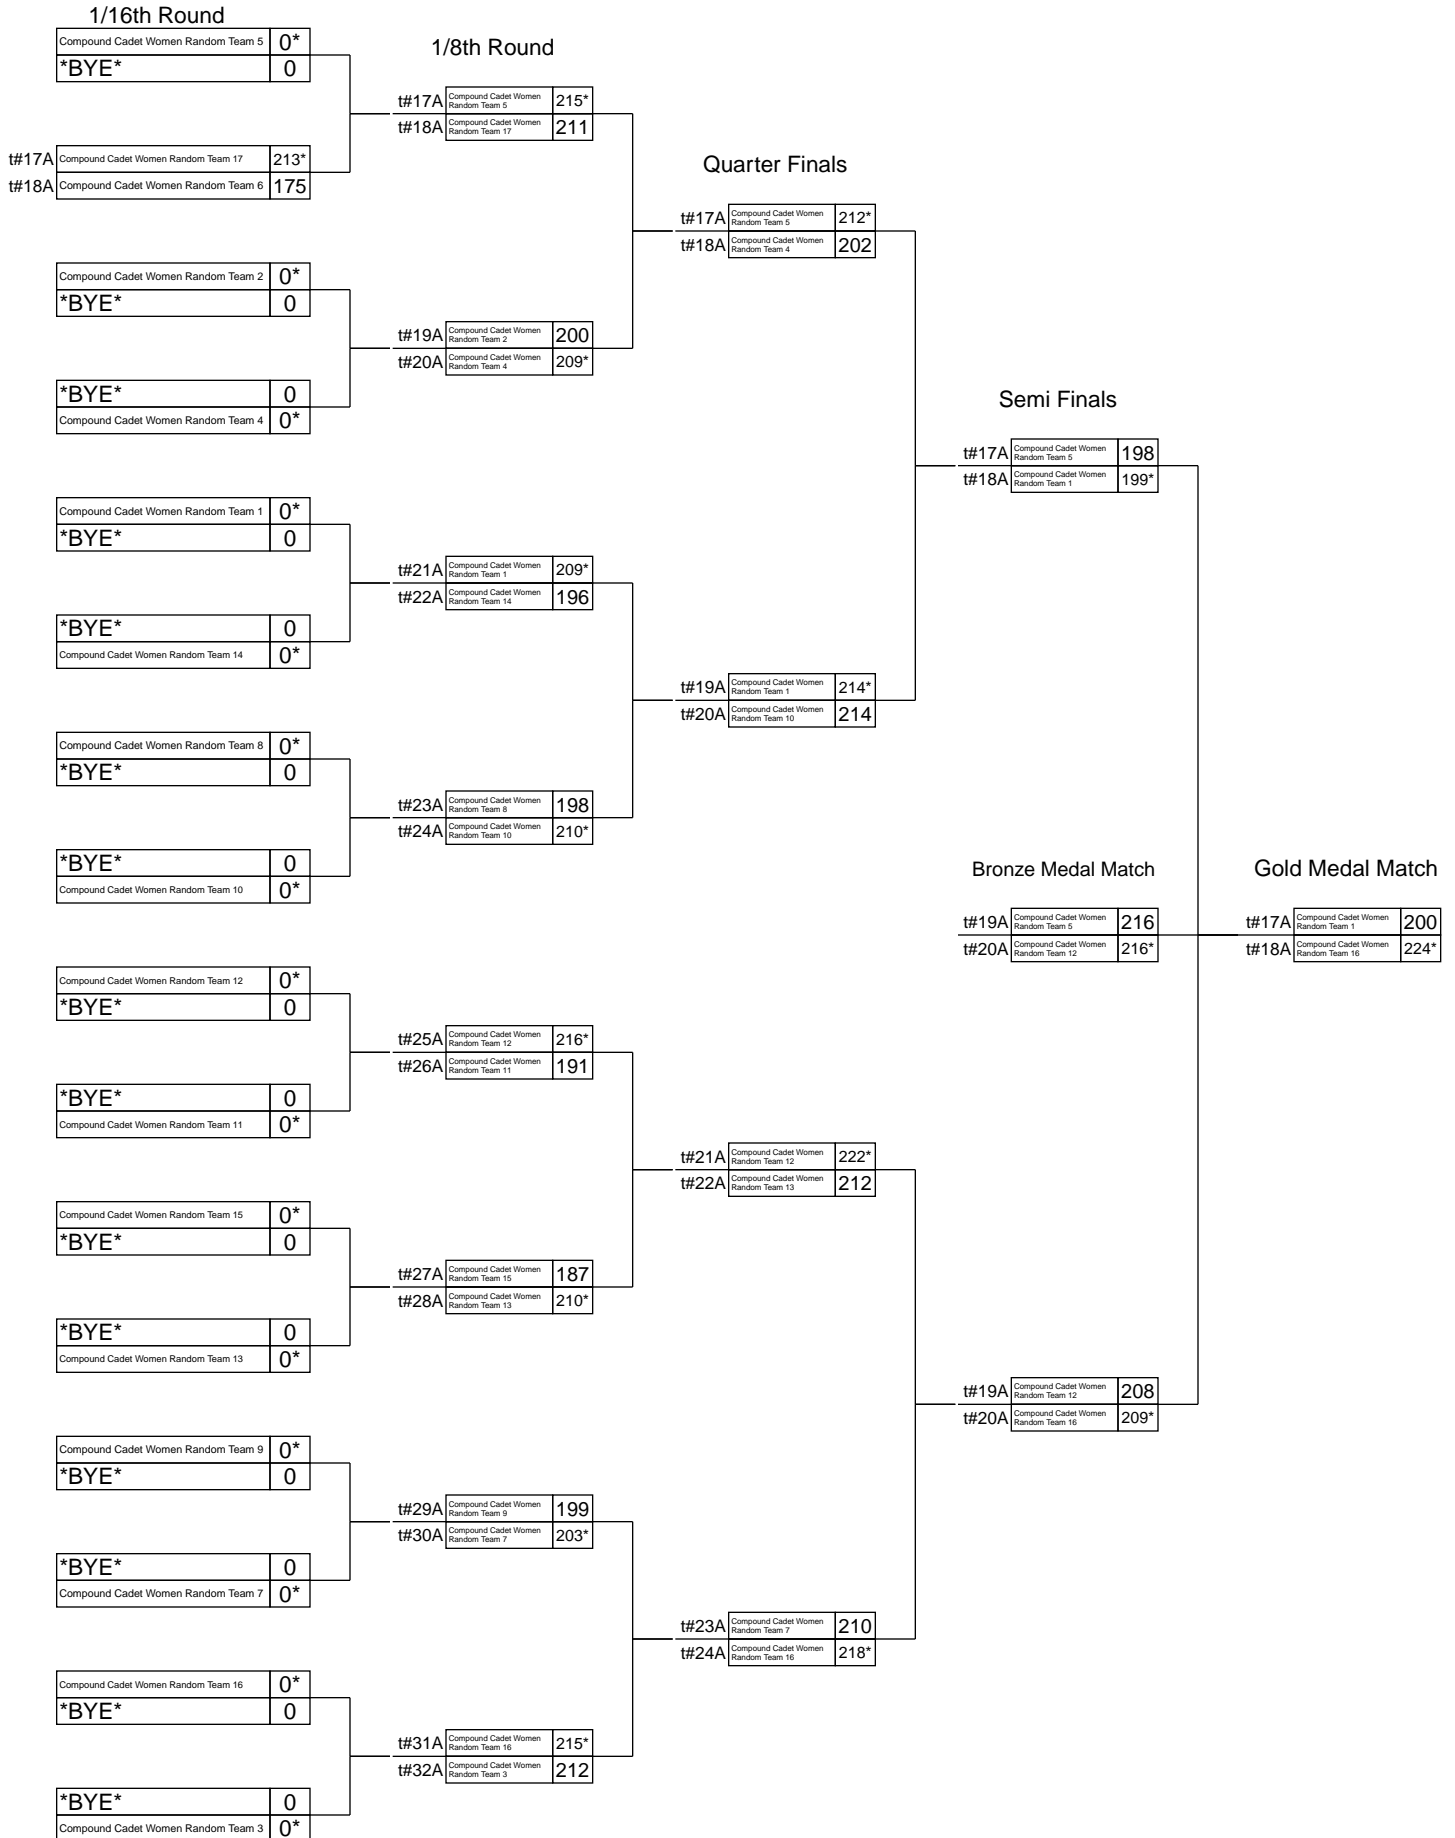 1/16th Round
Compound Cadet Women Random Team 5 0*
*BYE* 0
t#17A Compound Cadet Women Random Team 17 213*
t#18A Compound Cadet Women Random Team 6 175
Compound Cadet Women Random Team 2 0*
*BYE* 0
*BYE* 0
Compound Cadet Women Random Team 4 0*
Compound Cadet Women Random Team 1 0*
*BYE* 0
*BYE* 0
Compound Cadet Women Random Team 14 0*
Compound Cadet Women Random Team 8 0*
*BYE* 0
*BYE* 0
Compound Cadet Women Random Team 10 0*
Compound Cadet Women Random Team 12 0*
*BYE* 0
*BYE* 0
Compound Cadet Women Random Team 11 0*
Compound Cadet Women Random Team 15 0*
*BYE* 0
*BYE* 0
Compound Cadet Women Random Team 13 0*
Compound Cadet Women Random Team 9 0*
*BYE* 0
*BYE* 0
Compound Cadet Women Random Team 7 0*
Compound Cadet Women Random Team 16 0*
*BYE* 0
*BYE* 0
Compound Cadet Women Random Team 3 0*
1/8th Round
t#17A Compound Cadet Women
Random Team 5 215*
t#18A Compound Cadet Women
Random Team 17 211
t#19A Compound Cadet Women
Random Team 2 200
t#20A Compound Cadet Women
Random Team 4 209*
t#21A Compound Cadet Women
Random Team 1 209*
t#22A Compound Cadet Women
Random Team 14 196
t#23A Compound Cadet Women
Random Team 8 198
t#24A Compound Cadet Women
Random Team 10 210*
t#25A Compound Cadet Women
Random Team 12 216*
t#26A Compound Cadet Women
Random Team 11 191
t#27A Compound Cadet Women
Random Team 15 187
t#28A Compound Cadet Women
Random Team 13 210*
t#29A Compound Cadet Women
Random Team 9 199
t#30A Compound Cadet Women
Random Team 7 203*
t#31A Compound Cadet Women
Random Team 16 215*
t#32A Compound Cadet Women
Random Team 3 212
Quarter Finals
t#17A Compound Cadet Women
Random Team 5 212*
t#18A Compound Cadet Women
Random Team 4 202
t#19A Compound Cadet Women
Random Team 1 214*
t#20A Compound Cadet Women
Random Team 10 214
t#21A Compound Cadet Women
Random Team 12 222*
t#22A Compound Cadet Women
Random Team 13 212
t#23A Compound Cadet Women
Random Team 7 210
t#24A Compound Cadet Women
Random Team 16 218*
Semi Finals
t#17A Compound Cadet Women
Random Team 5 198
t#18A Compound Cadet Women
Random Team 1 199*
t#19A Compound Cadet Women
Random Team 12 208
t#20A Compound Cadet Women
Random Team 16 209*
Bronze Medal Match
t#19A Compound Cadet Women
Random Team 5 216
t#20A Compound Cadet Women
Random Team 12 216*
Gold Medal Match
t#17A Compound Cadet Women
Random Team 1 200
t#18A Compound Cadet Women
Random Team 16 224*